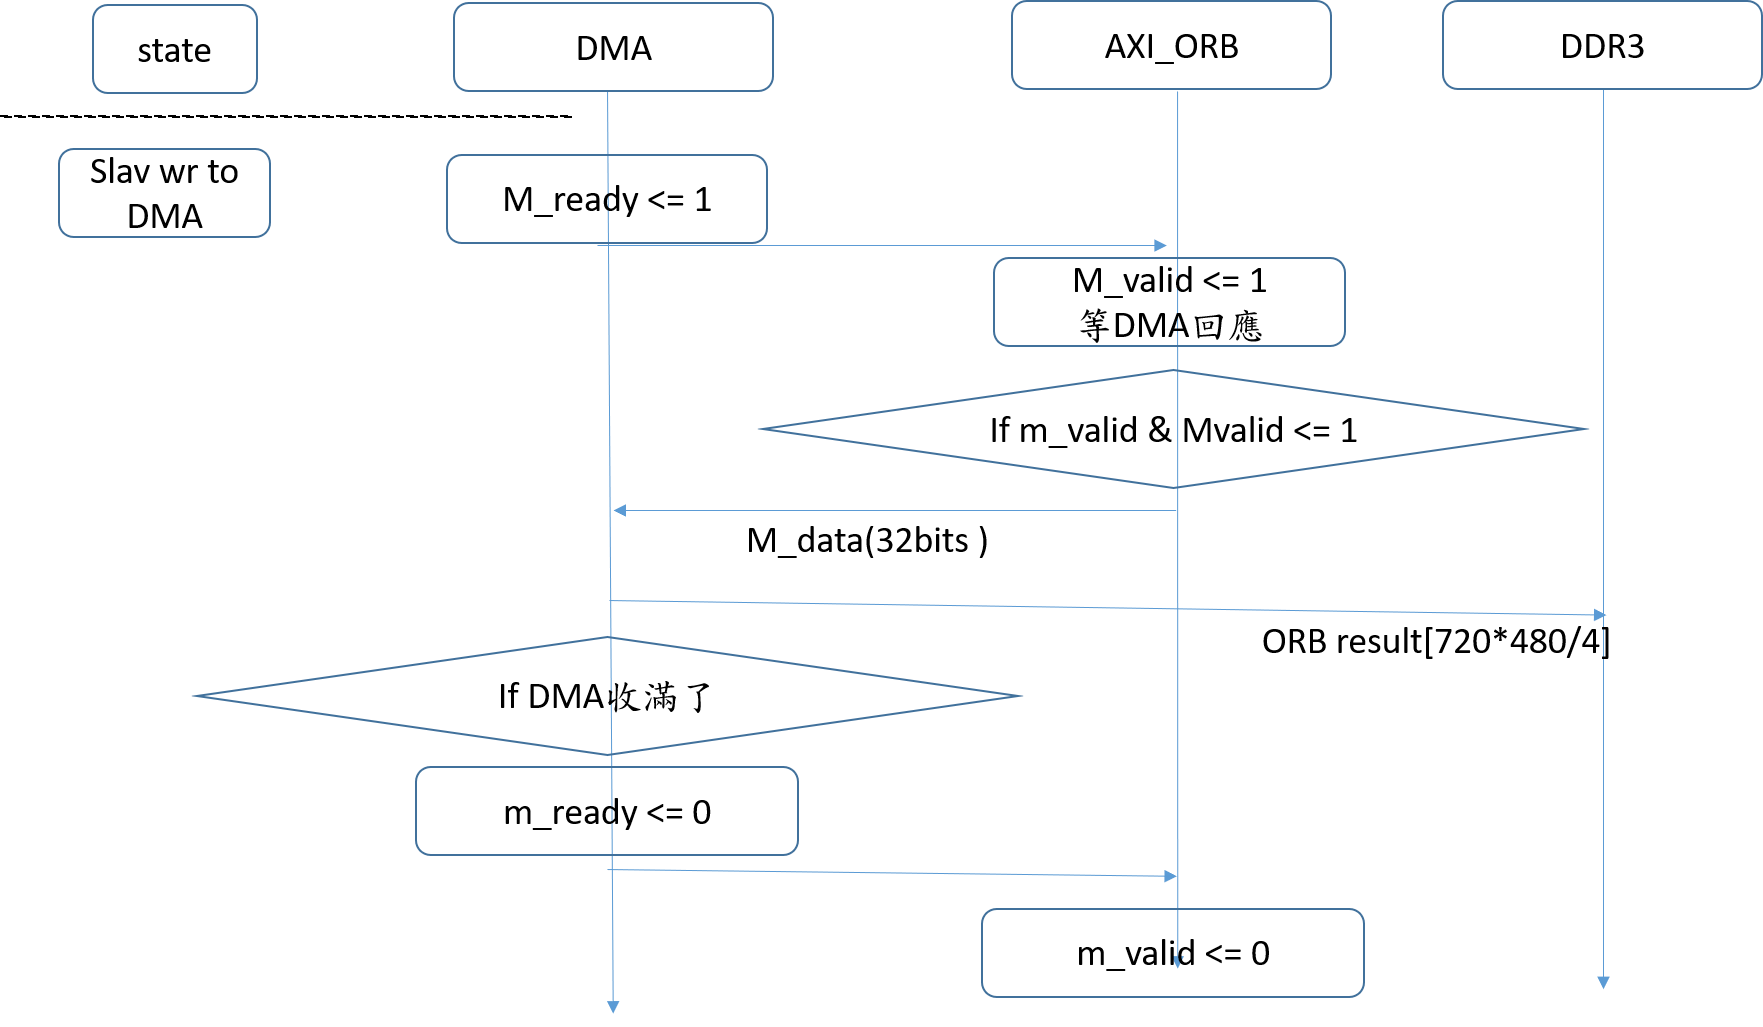 state
DMA
AXI_ORB
DDR3
Slav wr to
DMA
M_ready <= 1
M_valid <= 1
等DMA回應
If m_valid & Mvalid <= 1
M_data(32bits )
ORB result[720*480/4]
If DMA收滿了
m_ready <= 0
m_valid <= 0